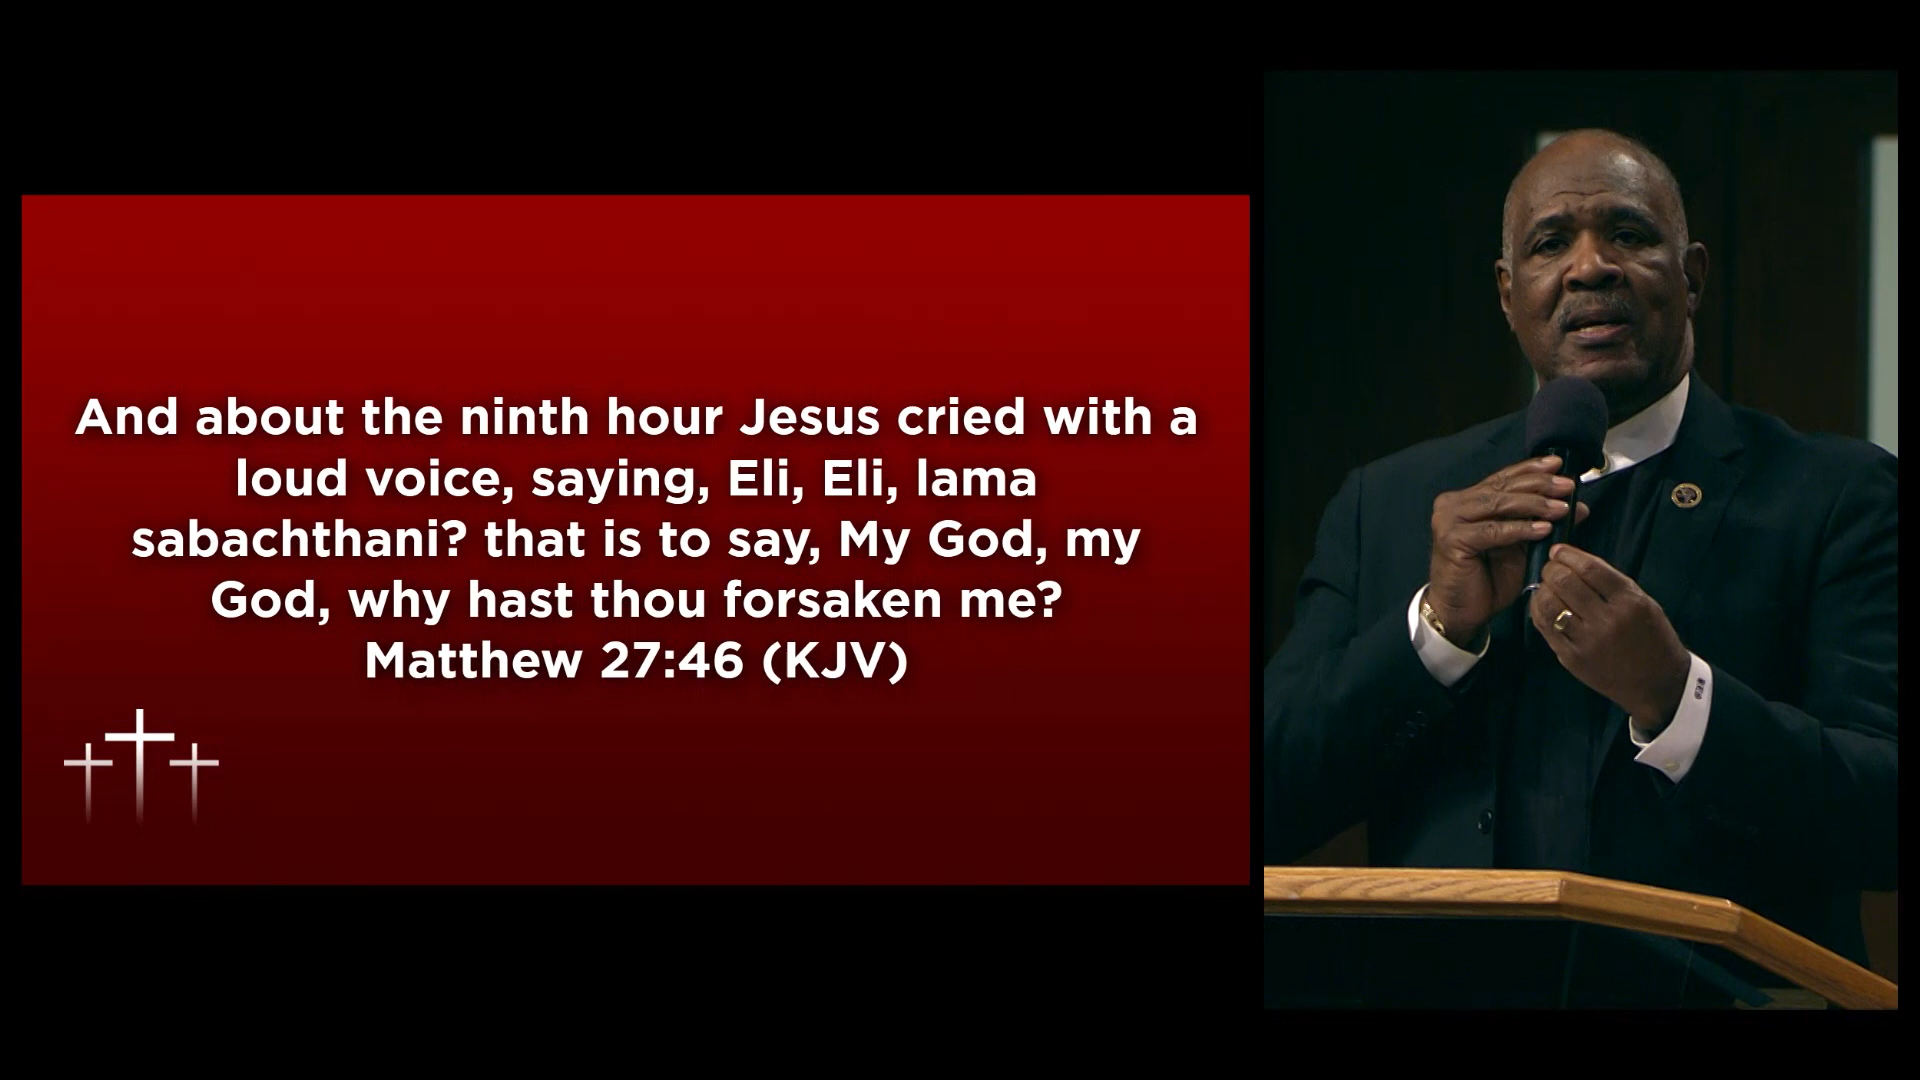 And about the ninth hour Jesus cried with a
loud voice, saying, Eli, Eli, lama
sabachthani? that is to say, My God, my
God, why hast thou forsaken me?
Matthew 27:46 (KJV)